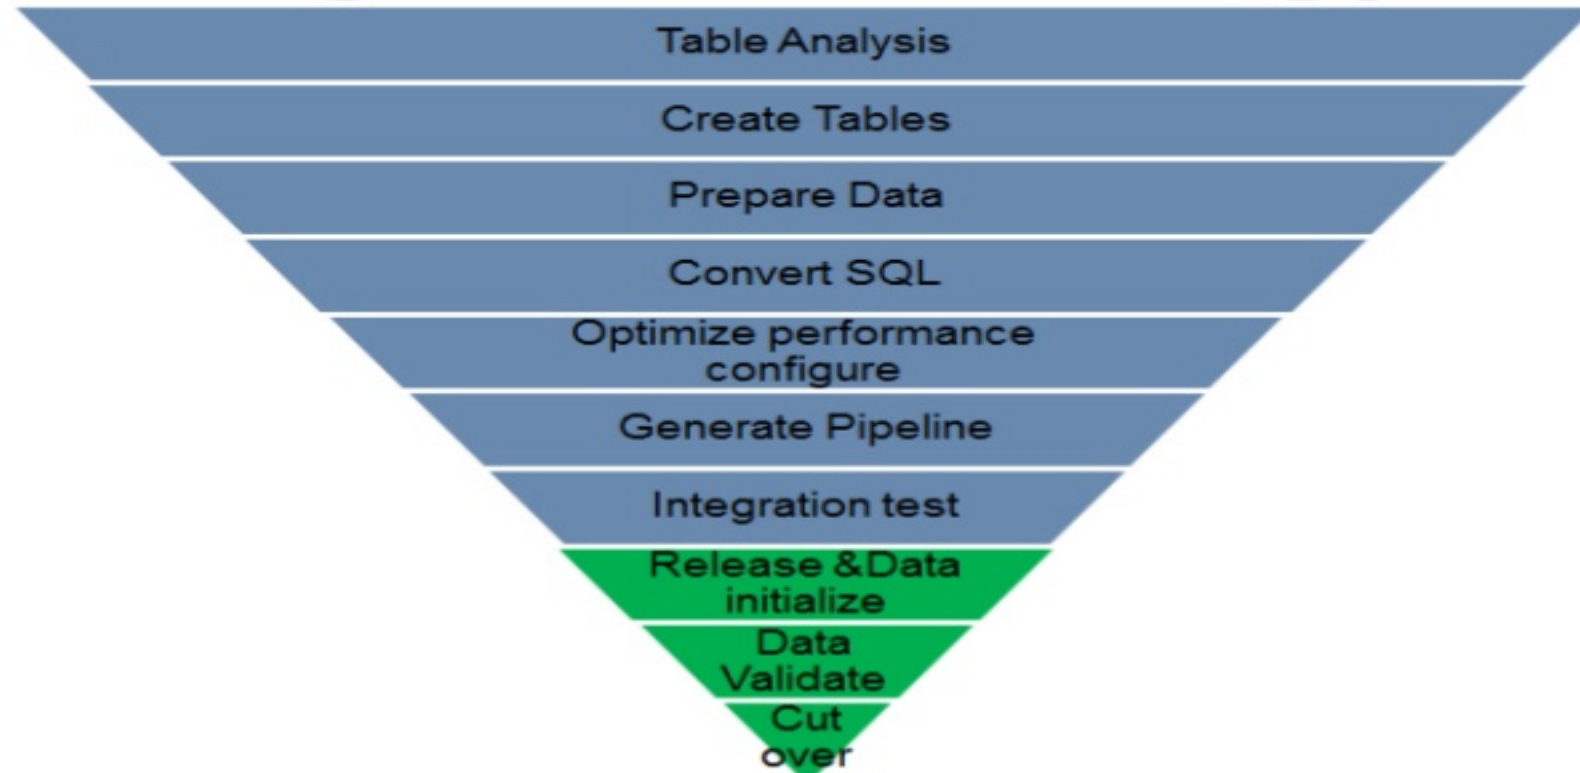 Table Analysis
Create Tables
Prepare Data
Convert SQL
Optimize performance
configure
Generate Pipeline
Integration test
Release &Data
initialize
Data
Validate
Cut
over